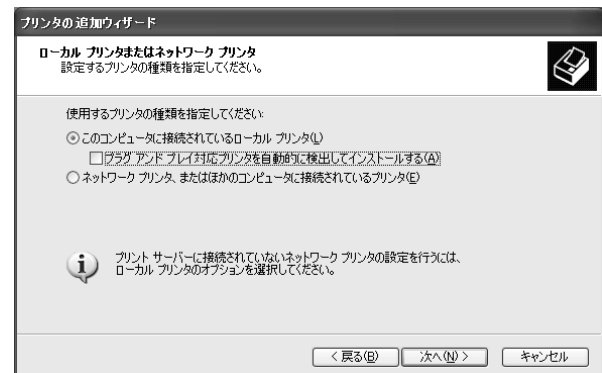 プリンタの追加ウィザード
ローカル プリンタまたはネットワーク プリンタ
設定するプリンタの種類を指定してください。
使用するプリンタの種類を指定してください:
このコンピュータに接続されているローカル プリンタ(L)
プラグ アンド プレイ対応プリンタを自動的に検出してインストールする(A)
ネットワーク プリンタ、またはほかのコンピュータに接続されているプリンタ(E)
プリント サーバーに接続されていないネットワーク プリンタの設定を行うには、
ローカル プリンタのオプションを選択してください。
< 戻る(B) 次へ(N) > キャンセル